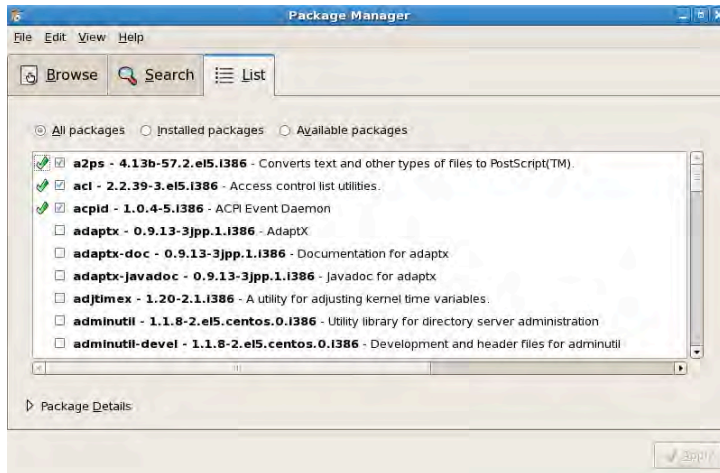 Package Manager
File Edit View Help
Browse Search List
All packages Installed packages Available packages
a2ps - 4.13b-57.2.el5.i386 - Converts text and other types of files to PostScript(TM).
acl - 2.2.39-3.el5.i386 - Access control list utilities.
acpid - 1.0.4-5.i386 - ACPI Event Daemon
adaptx - 0.9.13-3jpp.1.i386 - AdaptX
adaptx-doc - 0.9.13-3jpp.1.i386 - Documentation for adaptx
adaptx-javadoc - 0.9.13-3jpp.1.i386 - Javadoc for adaptx
adjtimex - 1.20-2.1.i386 - A utility for adjusting kernel time variables.
adminutil - 1.1.8-2.el5.centos.0.i386 - Utility library for directory server administration
adminutil-devel - 1.1.8-2.el5.centos.0.i386 - Development and header files for adminutil
Package Details
Apply